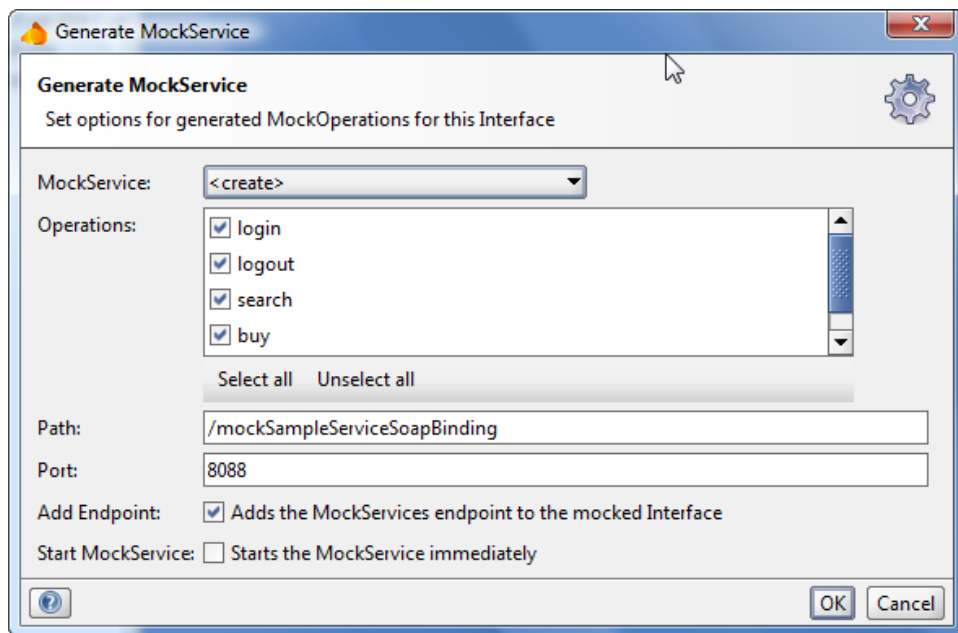 Generate MockService
Generate MockService
Set options for generated MockOperations for this Interface
MockService: <create>
Operations: login
logout
search
buy
Select all Unselect all
Path: /mockSampleServiceSoapBinding
Port: 8088
Add Endpoint: Adds the MockServices endpoint to the mocked Interface
Start MockService: Starts the MockService immediately
OK Cancel